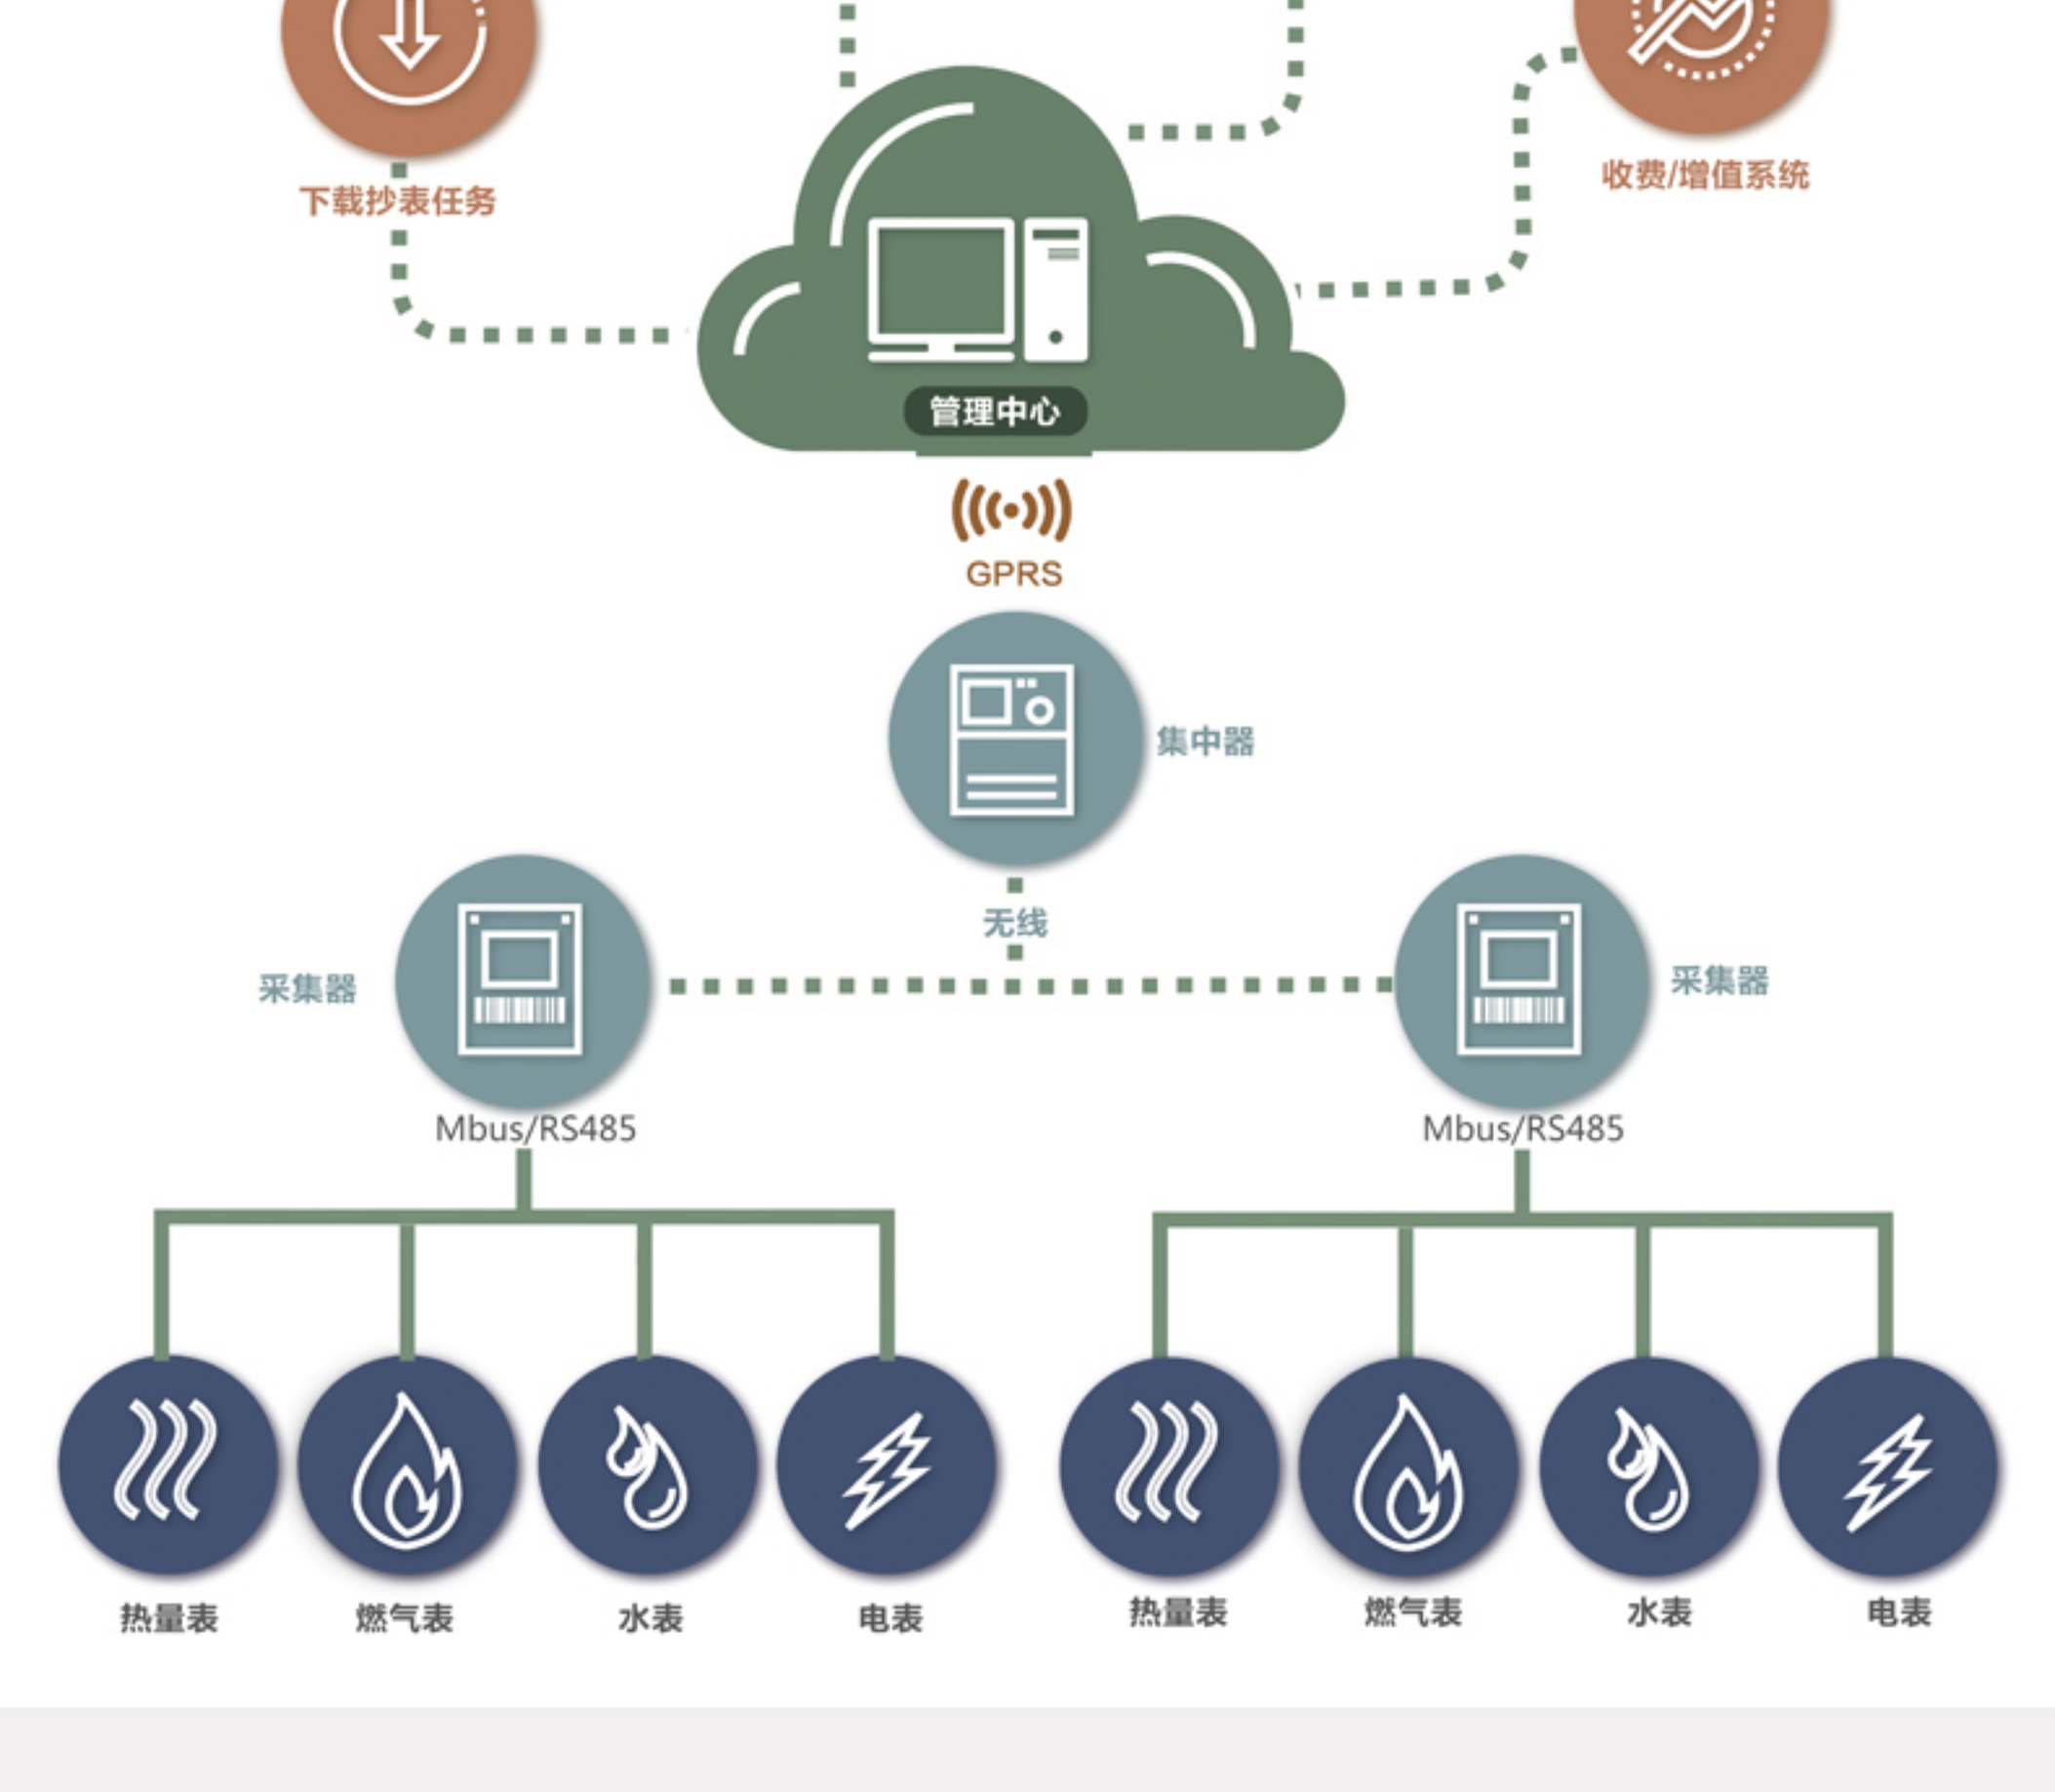 下载抄表任务
收费/增值系统
管理中心
GPRS
集中器
无线
采集器
采集器
Mbus/RS485
Mbus/RS485
热量表
燃气表
水表
电表
热量表
燃气表
水表
电表